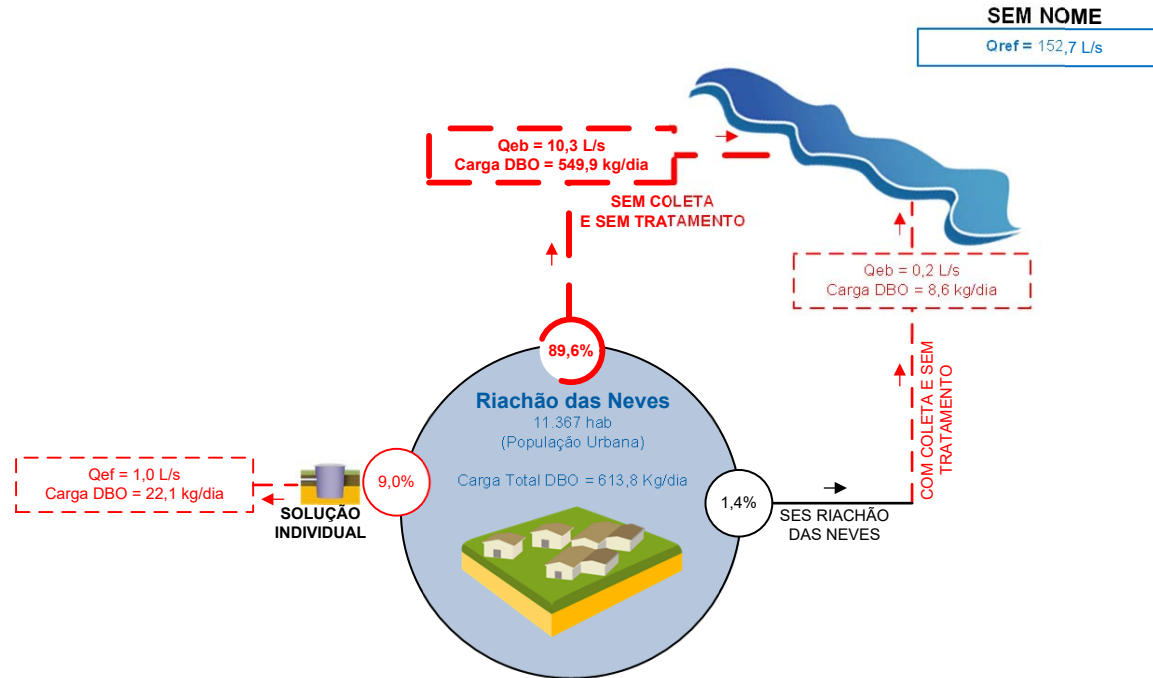 SEM NOME
Qref = 152,7 L/s
Qeb = 10,3 L/s
Carga DBO = 549,9 kg/dia
SEM COLETA
E SEM TRATAMENTO
Qeb = 0,2 L/s
Carga DBO = 8,6 kg/dia
COM COLETA E SEM
TRATAMENTO
89,6%
Riachão das Neves
11.367 hab
(População Urbana)
Carga Total DBO = 613,8 Kg/dia
Qef = 1,0 L/s
Carga DBO = 22,1 kg/dia
SOLUÇÃO
INDIVIDUAL
9,0%
1,4%
SES RIACHÃO
DAS NEVES